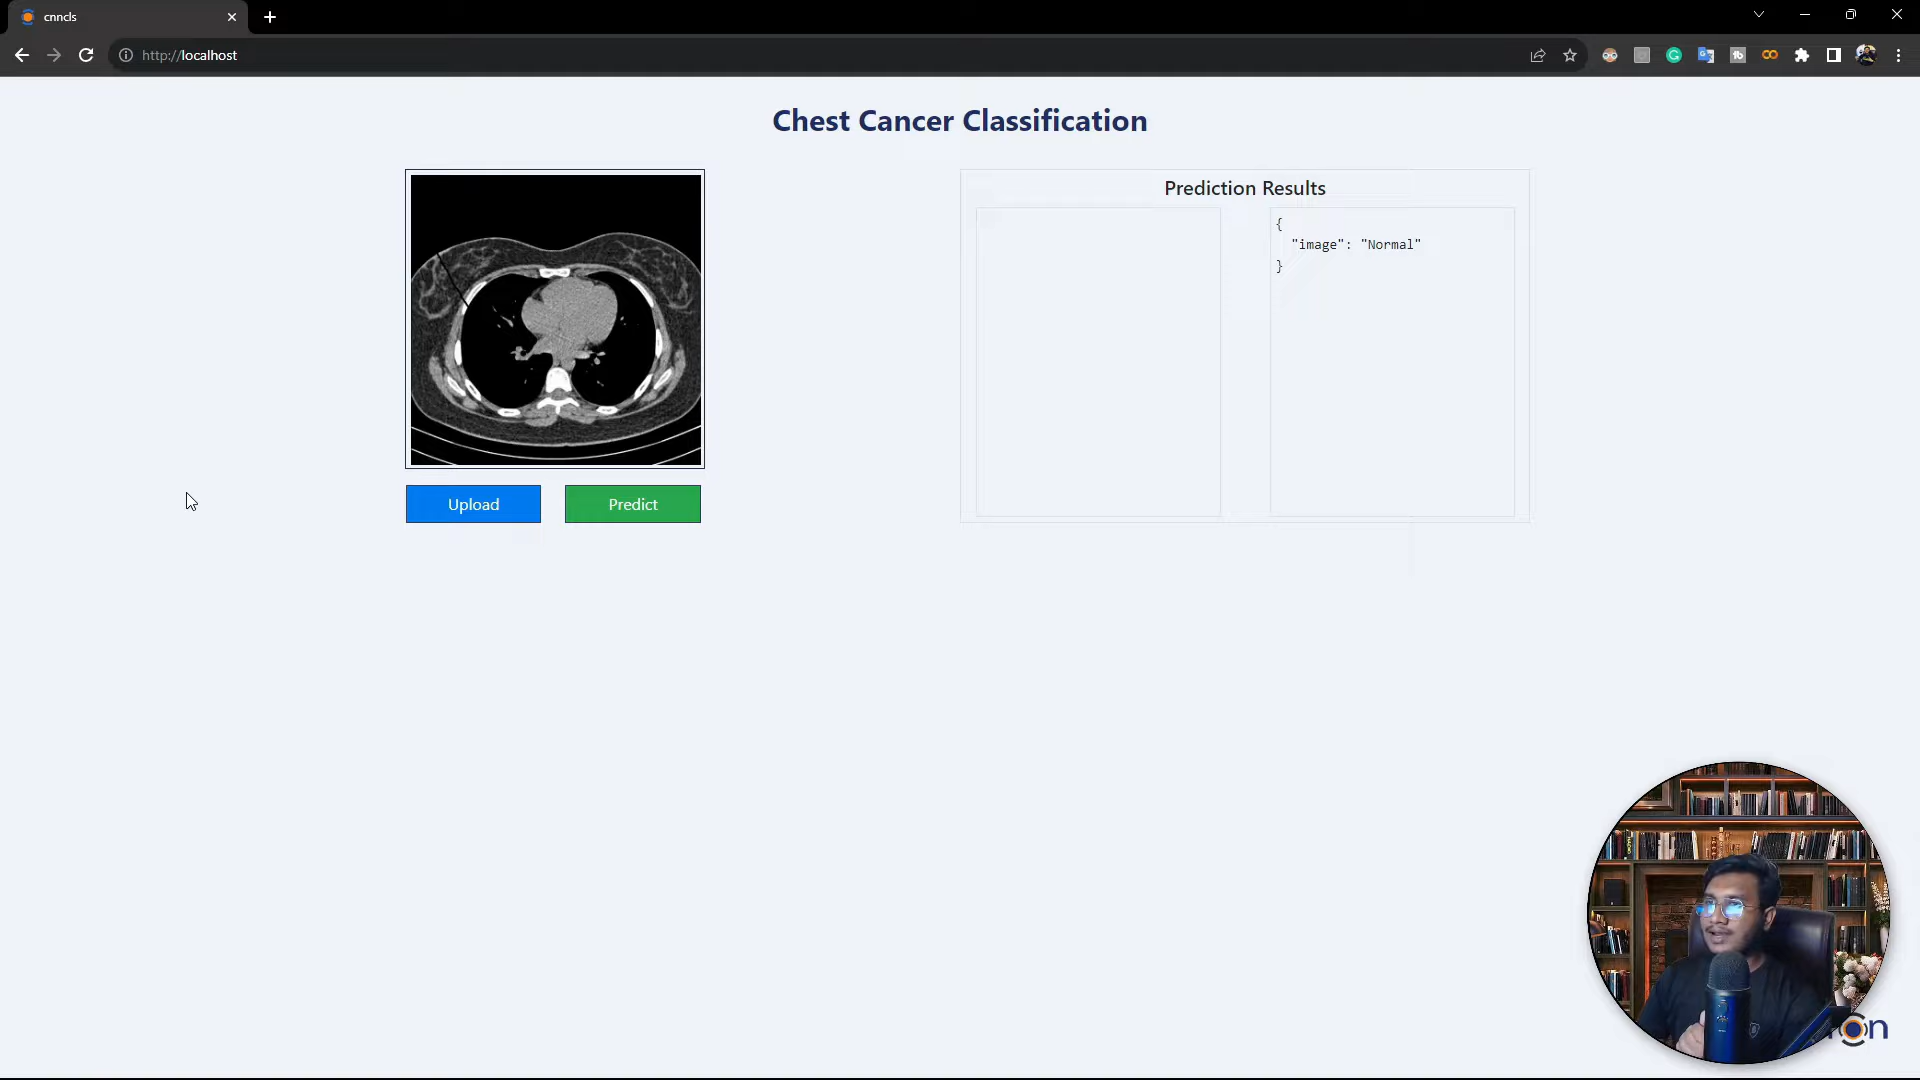 cnncls
http://localhost
Chest Cancer Classification
Prediction Results
{
"image": "Normal"
}
Upload
Predict